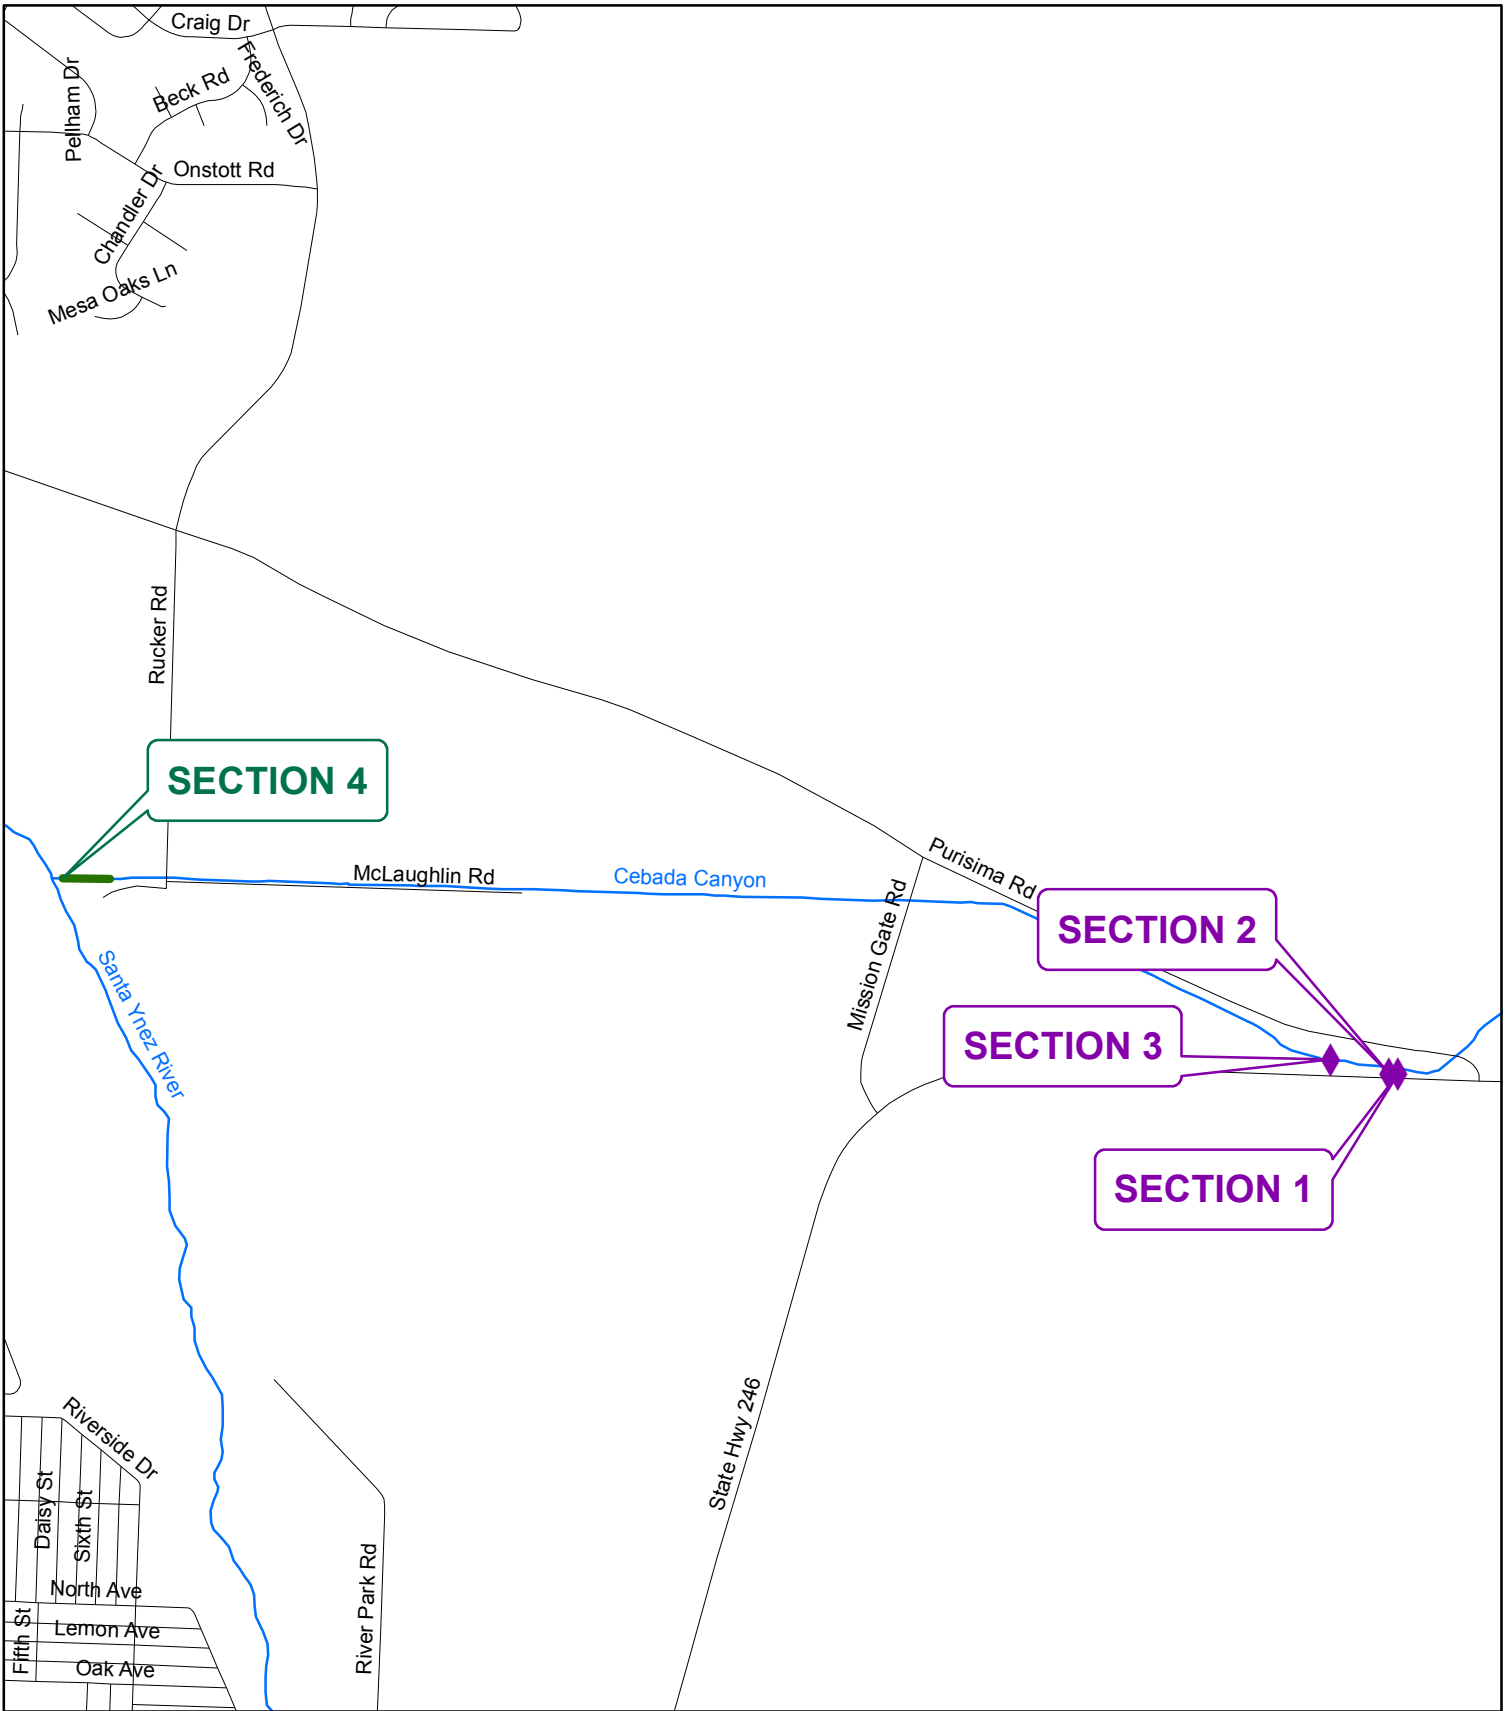 Craig Dr
Frederich Dr
Pellham Dr
Beck Rd
Onstott Rd
Chandler Dr
Mesa Oaks Ln
Rucker Rd
SECTION 4
McLaughlin Rd
Cebada Canyon
Purisima Rd
Mission Gate Rd
SECTION 2
SECTION 3
SECTION 1
Santa Ynez River
State Hwy 246
Riverside Dr
Daisy St
Sixth St
River Park Rd
North Ave
Fifth St
Lemon Ave
Oak Ave